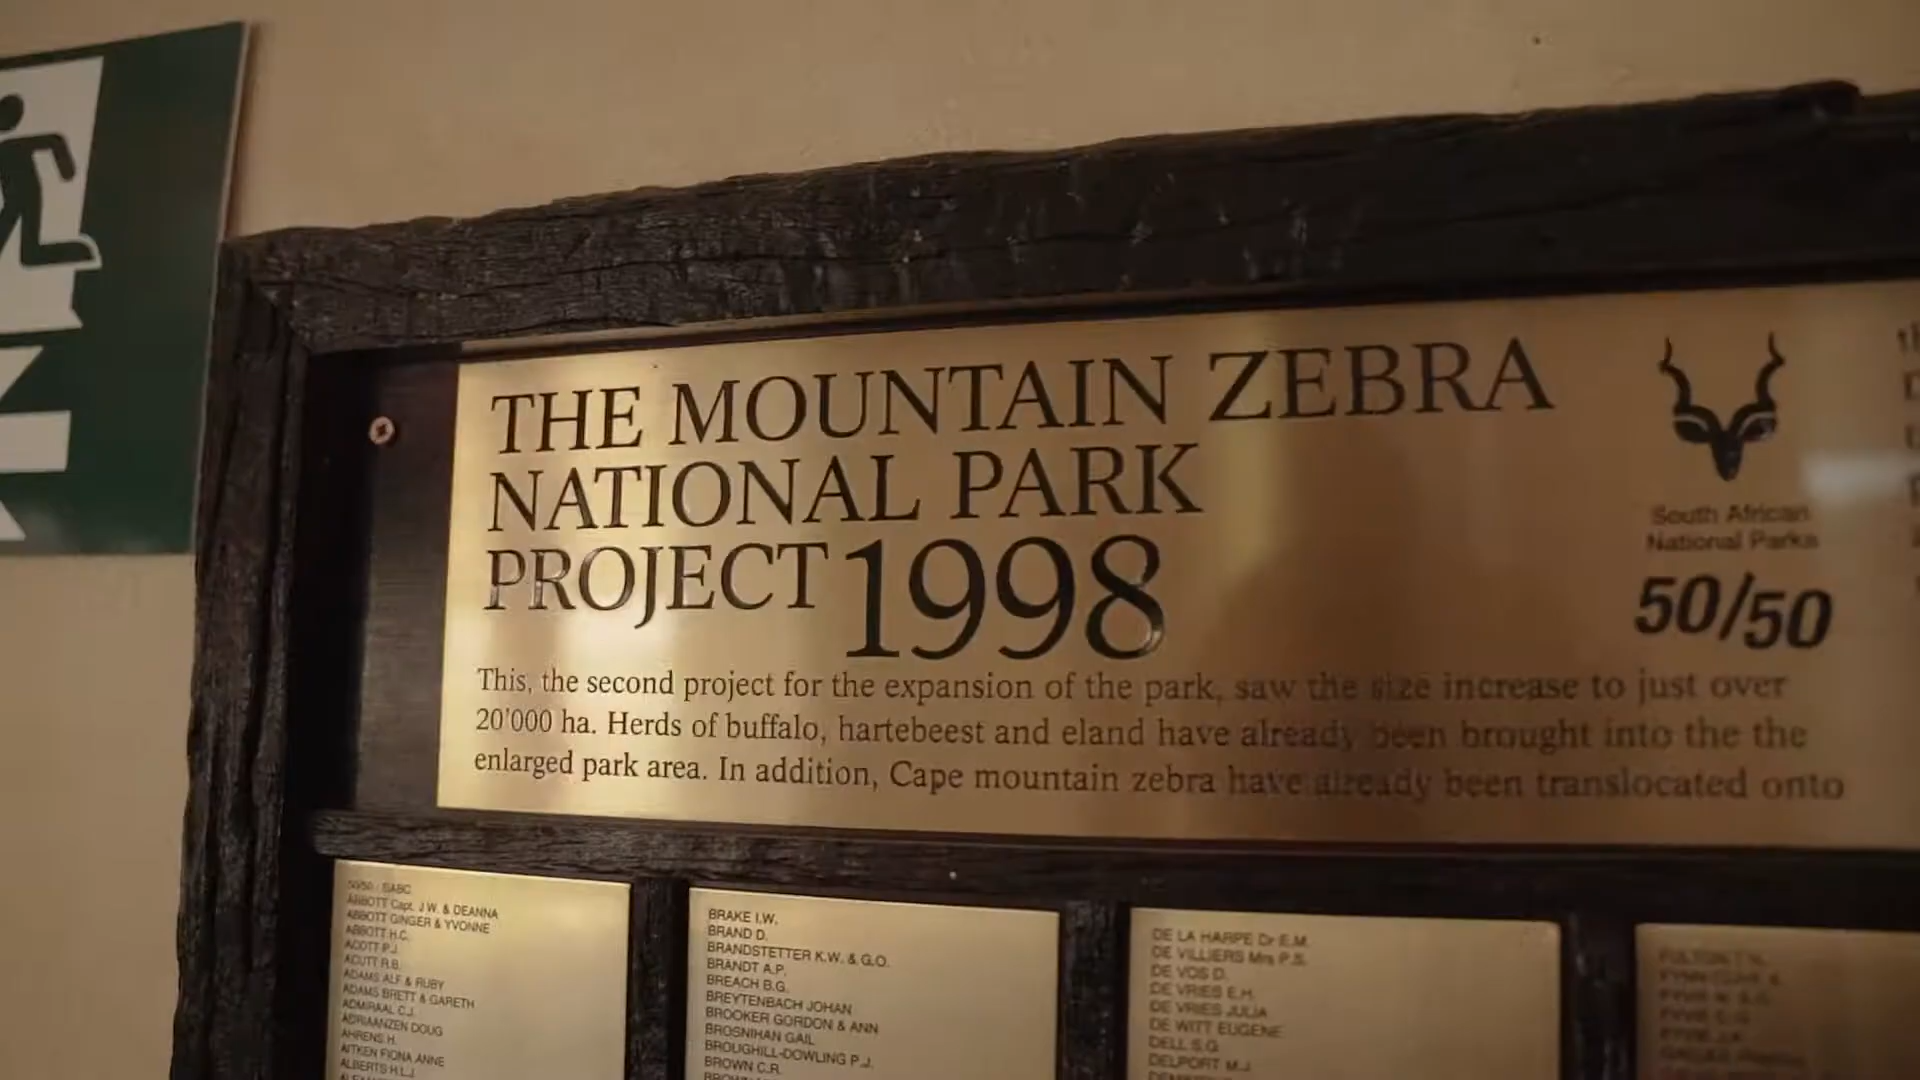 THE MOUNTAIN ZEBRA
NATIONAL PARK
PROJECT 1998
South African
National Parks
50/50
This, the second project for the expansion of the park, saw the size increase to just over
20'000 ha. Herds of buffalo, hartebeest and eland have already been brought into the the
enlarged park area. In addition, Cape mountain zebra have already been translocated onto
50/50 - SABC
ABBOTT Capt. J.W. & DEANNA
ABBOTT GINGER & YVONNE
ABBOTT H.C.
ACOTT P.J.
ACUTT R.B.
ADAMS ALF & RUBY
ADAMS BRETT & GARETH
ADMIRAAL C.J.
ADRIAANZEN DOUG
AHRENS H.
AITKEN FIONA ANNE
ALBERTS H.L.J.
BRAKE I.W.
BRAND D.
BRANDSTETTER K.W. & G.O.
BRANDT A.P.
BREACH B.G.
BREYTENBACH JOHAN
BROOKER GORDON & ANN
BROSNIHAN GAIL
BROUGHILL-DOWLING P.J.
BROWN C.R.
DE LA HARPE Dr E.M.
DE VILLIERS Mrs P.S.
DE VOS D.
DE VRIES E.H.
DE VRIES JULIA
DE WITT EUGENE
DELL S.G.
DELPORT M.J.